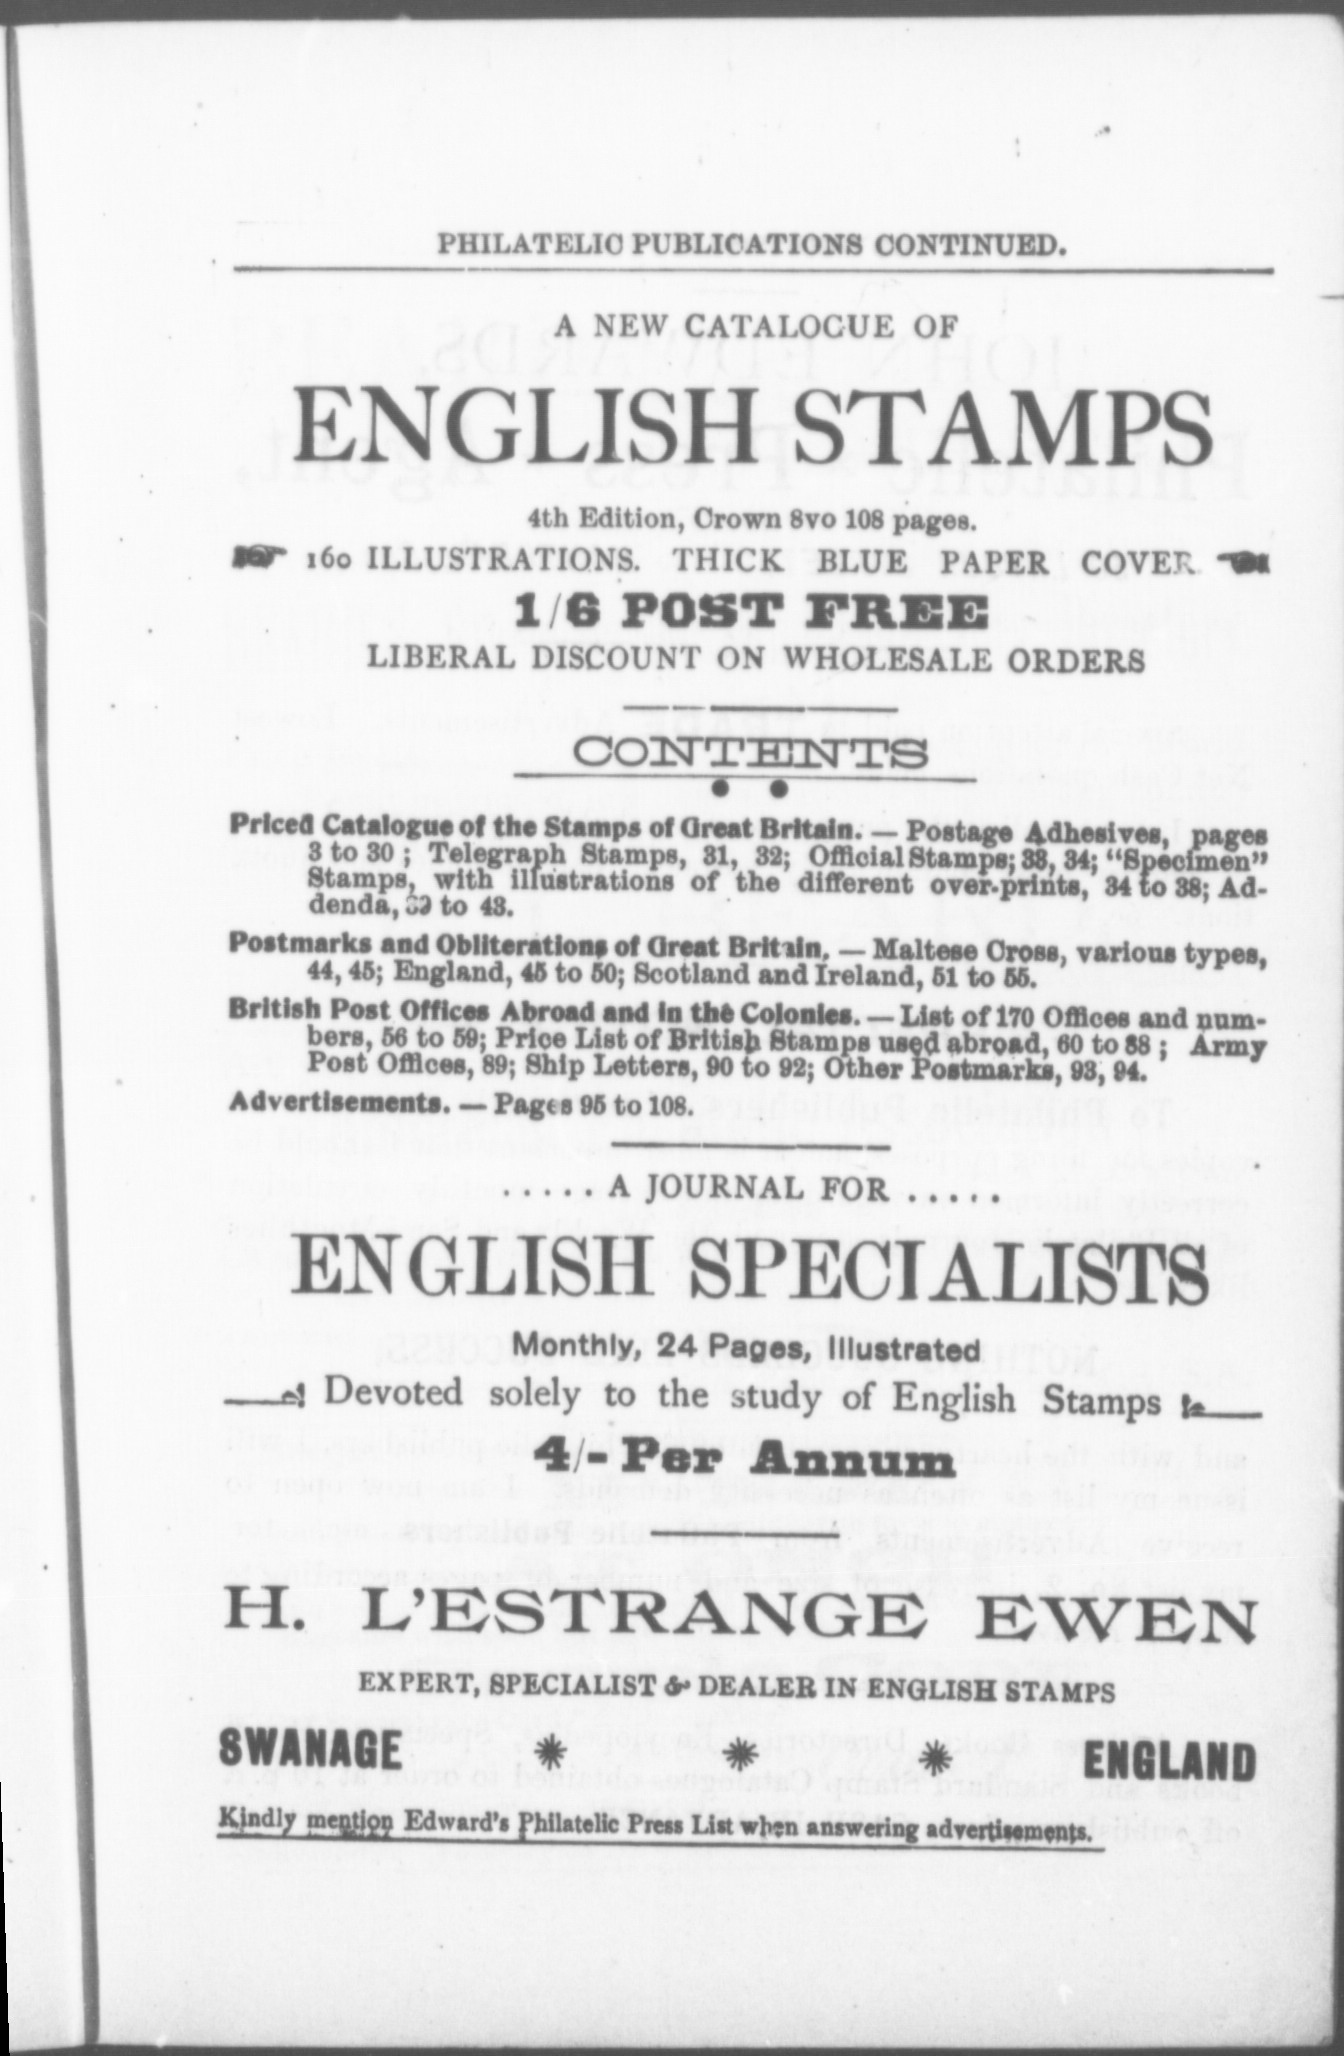 PHILATELIC PUBLICATIONS CONTINUED.
A NEW CATALOGUE OF
ENGLISH STAMPS
4th Edition, Crown 8vo 108 pages.
160 ILLUSTRATIONS. THICK BLUE PAPER COVER
1/6 POST FREE
LIBERAL DISCOUNT ON WHOLESALE ORDERS
CONTENTS
Priced Catalogue of the Stamps of Great Britain. — Postage Adhesives, pages
3 to 30 ; Telegraph Stamps, 31, 32; Official Stamps; 33, 34; "Specimen"
Stamps, with illustrations of the different over-prints, 34 to 38; Ad-
denda, 39 to 43.
Postmarks and Obliterations of Great Britain. — Maltese Cross, various types,
44, 45; England, 45 to 50; Scotland and Ireland, 51 to 55.
British Post Offices Abroad and in the Colonies. — List of 170 Offices and num-
bers, 56 to 59; Price List of British Stamps used abroad, 60 to 88 ; Army
Post Offices, 89; Ship Letters, 90 to 92; Other Postmarks, 93, 94.
Advertisements. — Pages 95 to 108.
. . . . . A JOURNAL FOR . . . . .
ENGLISH SPECIALISTS
Monthly, 24 Pages, Illustrated
Devoted solely to the study of English Stamps
4/- Per Annum
H. L'ESTRANGE EWEN
EXPERT, SPECIALIST & DEALER IN ENGLISH STAMPS
SWANAGE * * * ENGLAND
Kindly mention Edward's Philatelic Press List when answering advertisements.